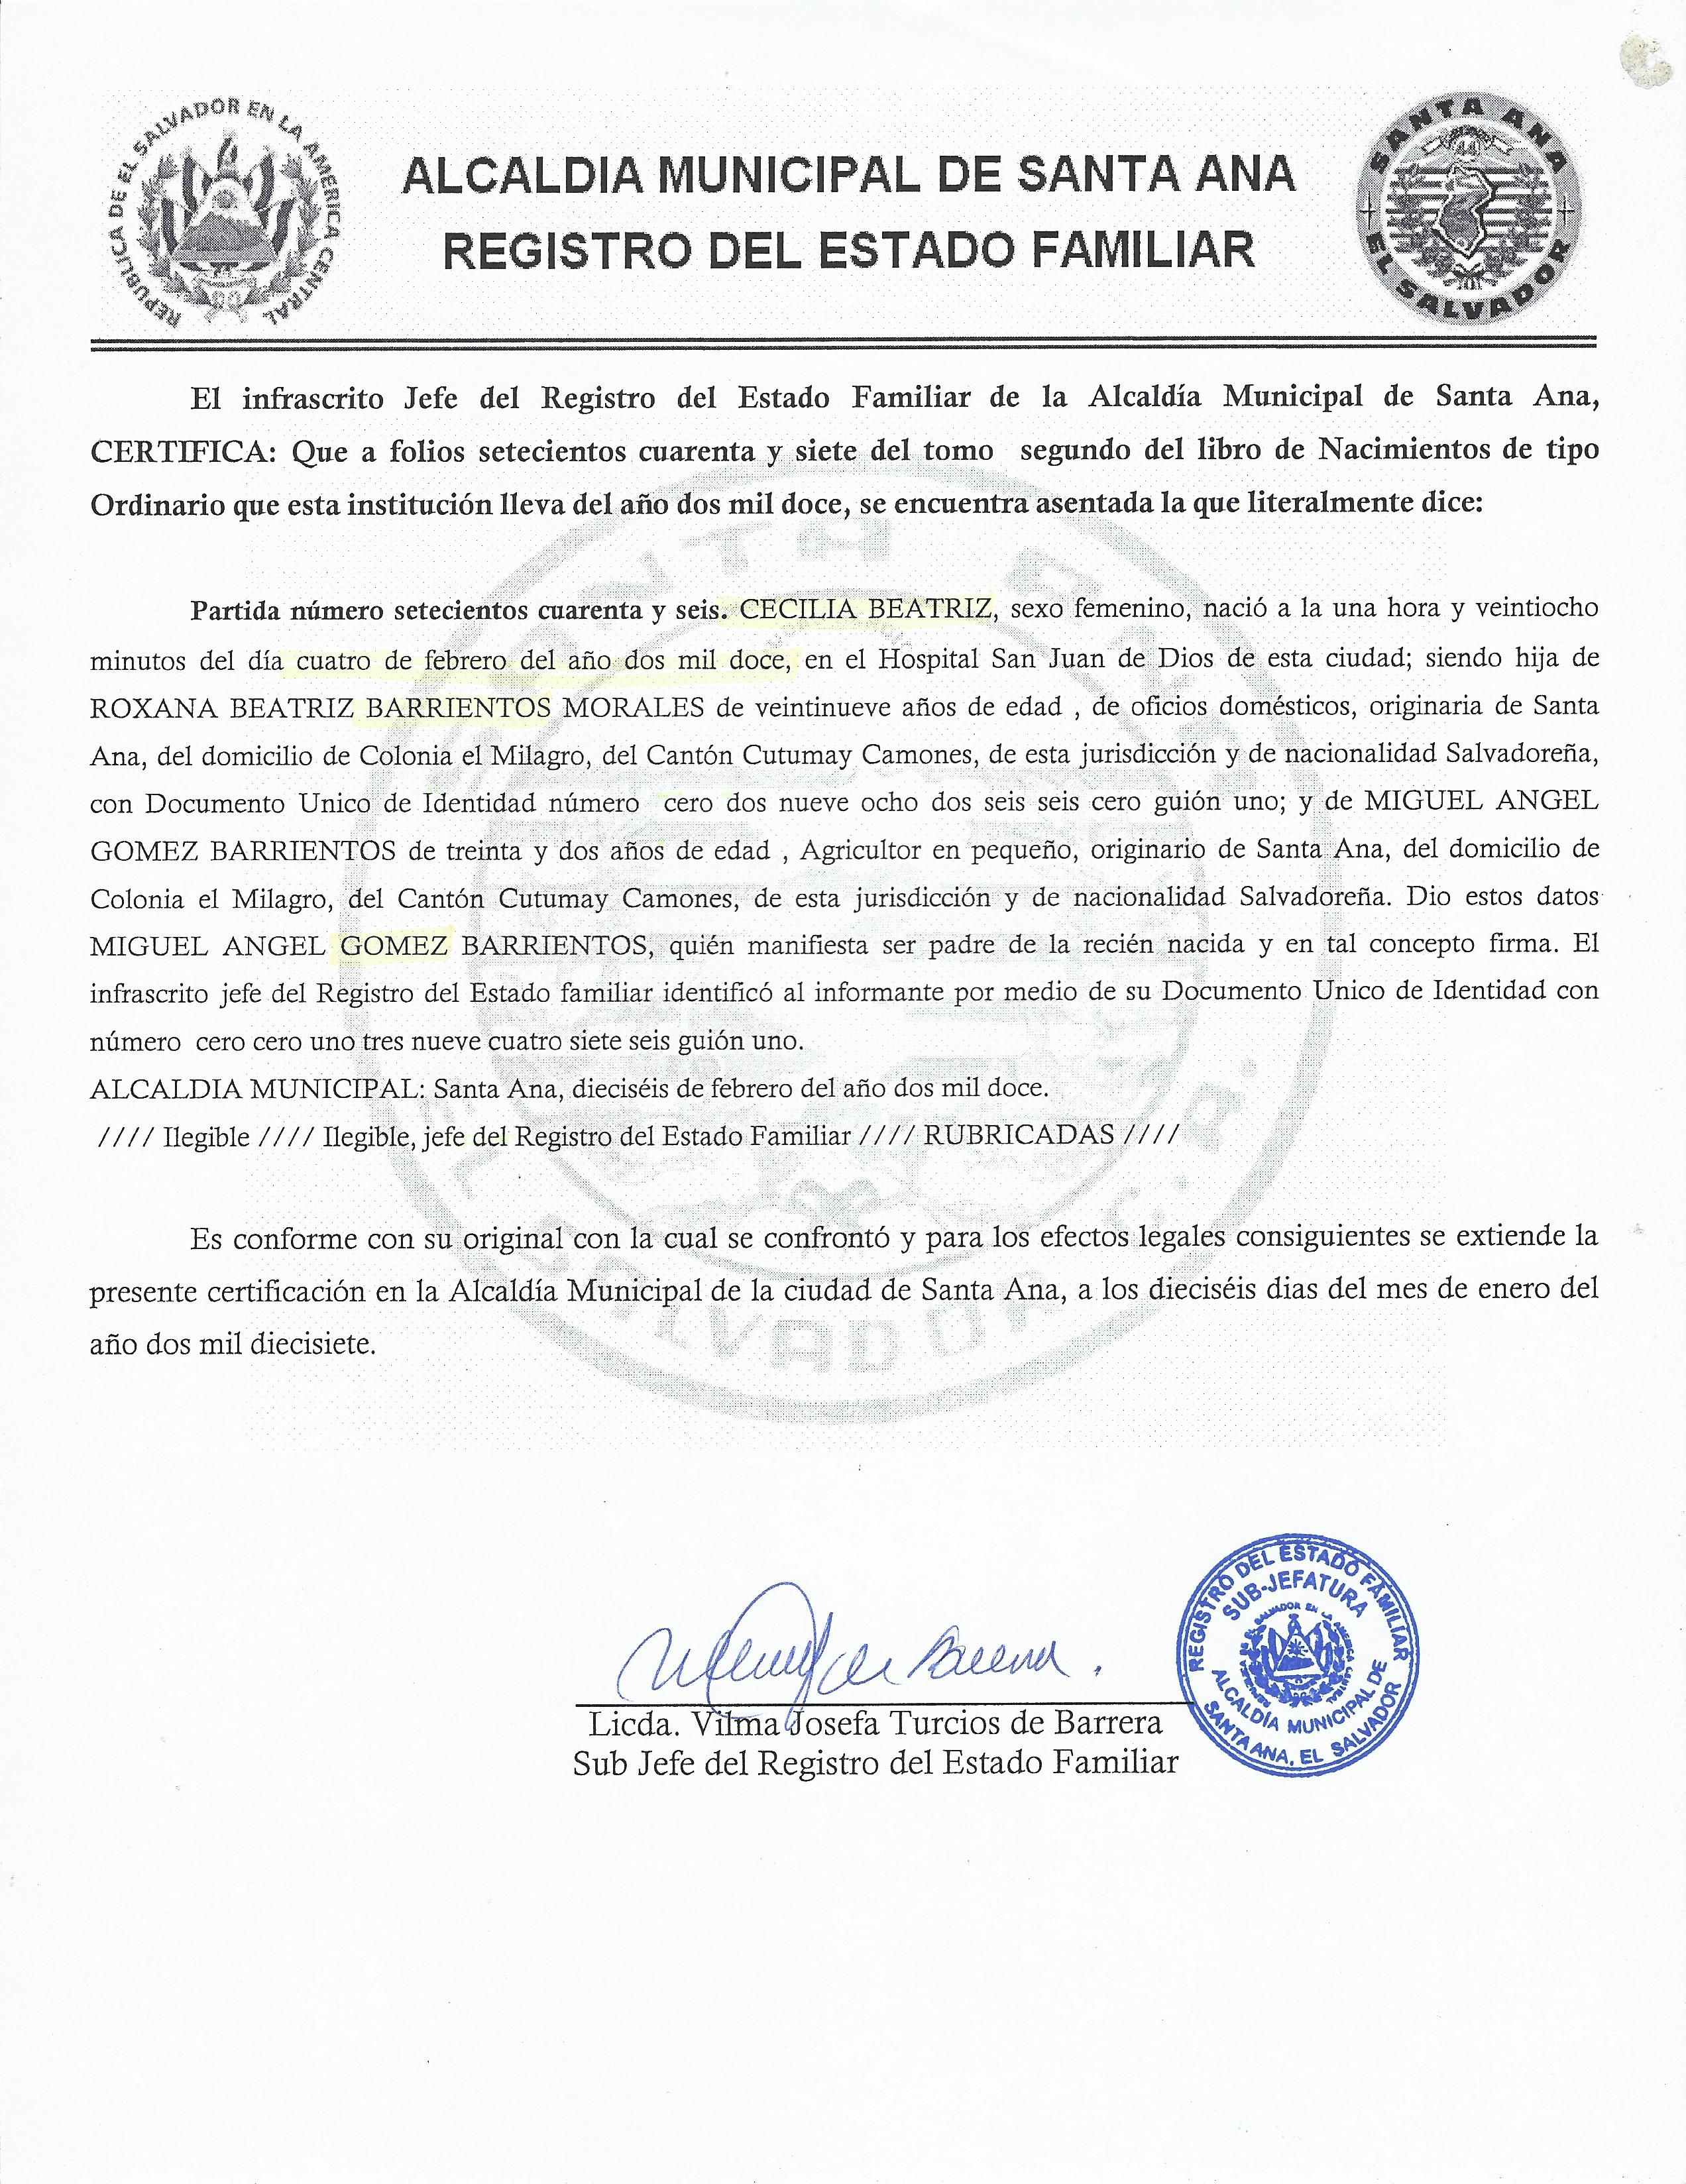 REPUBLICA DE EL SALVADOR EN LA AMERICA CENTRAL
ALCALDIA MUNICIPAL DE SANTA ANA
REGISTRO DEL ESTADO FAMILIAR
SANTA ANA
44
EL SALVADOR
El infrascrito Jefe del Registro del Estado Familiar de la Alcaldía Municipal de Santa Ana,
CERTIFICA: Que a folios setecientos cuarenta y siete del tomo segundo del libro de Nacimientos de tipo
Ordinario que esta institución lleva del año dos mil doce, se encuentra asentada la que literalmente dice:
Partida número setecientos cuarenta y seis. CECILIA BEATRIZ, sexo femenino, nació a la una hora y veintiocho
minutos del día cuatro de febrero del año dos mil doce, en el Hospital San Juan de Dios de esta ciudad; siendo hija de
ROXANA BEATRIZ BARRIENTOS MORALES de veintinueve años de edad , de oficios domésticos, originaria de Santa
Ana, del domicilio de Colonia el Milagro, del Cantón Cutumay Camones, de esta jurisdicción y de nacionalidad Salvadoreña,
con Documento Unico de Identidad número cero dos nueve ocho dos seis seis cero guión uno; y de MIGUEL ANGEL
GOMEZ BARRIENTOS de treinta y dos años de edad , Agricultor en pequeño, originario de Santa Ana, del domicilio de
Colonia el Milagro, del Cantón Cutumay Camones, de esta jurisdicción y de nacionalidad Salvadoreña. Dio estos datos
MIGUEL ANGEL GOMEZ BARRIENTOS, quién manifiesta ser padre de la recién nacida y en tal concepto firma. El
infrascrito jefe del Registro del Estado familiar identificó al informante por medio de su Documento Unico de Identidad con
número cero cero uno tres nueve cuatro siete seis guión uno.
ALCALDIA MUNICIPAL: Santa Ana, dieciséis de febrero del año dos mil doce.
//// Ilegible //// Ilegible, jefe del Registro del Estado Familiar //// RUBRICADAS ////
Es conforme con su original con la cual se confrontó y para los efectos legales consiguientes se extiende la
presente certificación en la Alcaldía Municipal de la ciudad de Santa Ana, a los dieciséis dias del mes de enero del
año dos mil diecisiete.
Licda. Vilma Josefa Turcios de Barrera
Sub Jefe del Registro del Estado Familiar
REGISTRO DEL ESTADO FAMILIAR
SUB-JEFATURA
ALCALDÍA MUNICIPAL DE
SANTA ANA, EL SALVADOR